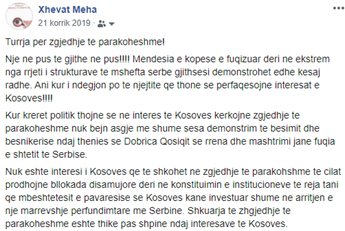 Xhevat Meha
21 korrik 2019 ·
Turrja per zgjedhje te parakoheshme!
Nje ne pus te gjithe ne pus!!!! Mendesia e kopese e fuqizuar deri ne ekstrem
nga rrjeti i strukturave te mshefta serbe gjithsesi demonstrohet edhe kesaj
radhe. Ani kur i ndegjon po te njejtite qe thone se perfaqesojne interesat e
Kosoves!!!!
Kur kreret politik thojne se ne interes te Kosoves kerkojne zgjedhje te
parakoheshme nuk bejn asgje me shume sesa demonstrim te besimit dhe
besnikerise ndaj thenies se Dobrica Qosiqit se rrena dhe mashtrimi jane fuqia
e shtetit te Serbise.
Nuk eshte interesi i Kosoves qe te shkohet ne zgjedhje te parakohshme te cilat
prodhojne bllokada disamujore deri ne konstituimin e institucioneve te reja tani
qe mbeshtetesit e pavaresise se Kosoves kane investuar shume ne arritjen e
nje marrevshje perfundimtare me Serbine. Shkuarja te zhgjedhje te
parakoheshme eshte thike pas shpine ndaj interesave te Kosoves.